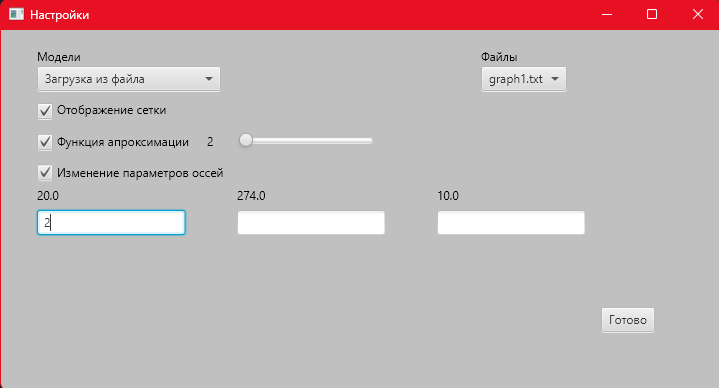 Настройки
Модели Файлы
Загрузка из файла graph1.txt
Отображение сетки
Функция апроксимации 2
Изменение параметров оссей
20.0 274.0 10.0
2
Готово